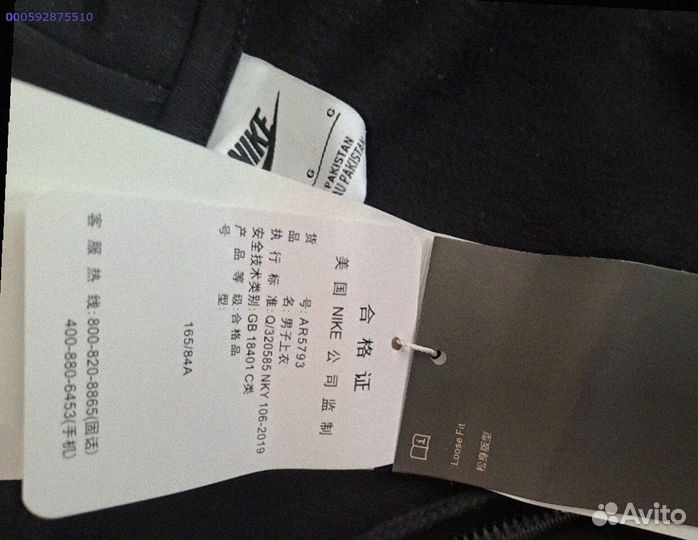 000592875510
NIKE
G G
PAKISTAN
AU PAKISTAN
合格证
美国 NIKE 公司监制
货 号: AR5793
品 名: 男子上衣
执行标准: Q/320585 NKY 106-2019
安全技术类别: GB 18401 C类
产品等级: 合格品
号 型:
165/84A
客服热线: 800-820-8865(固话)
400-880-6453(手机)
i
Loose Fit
松身版型
Avito